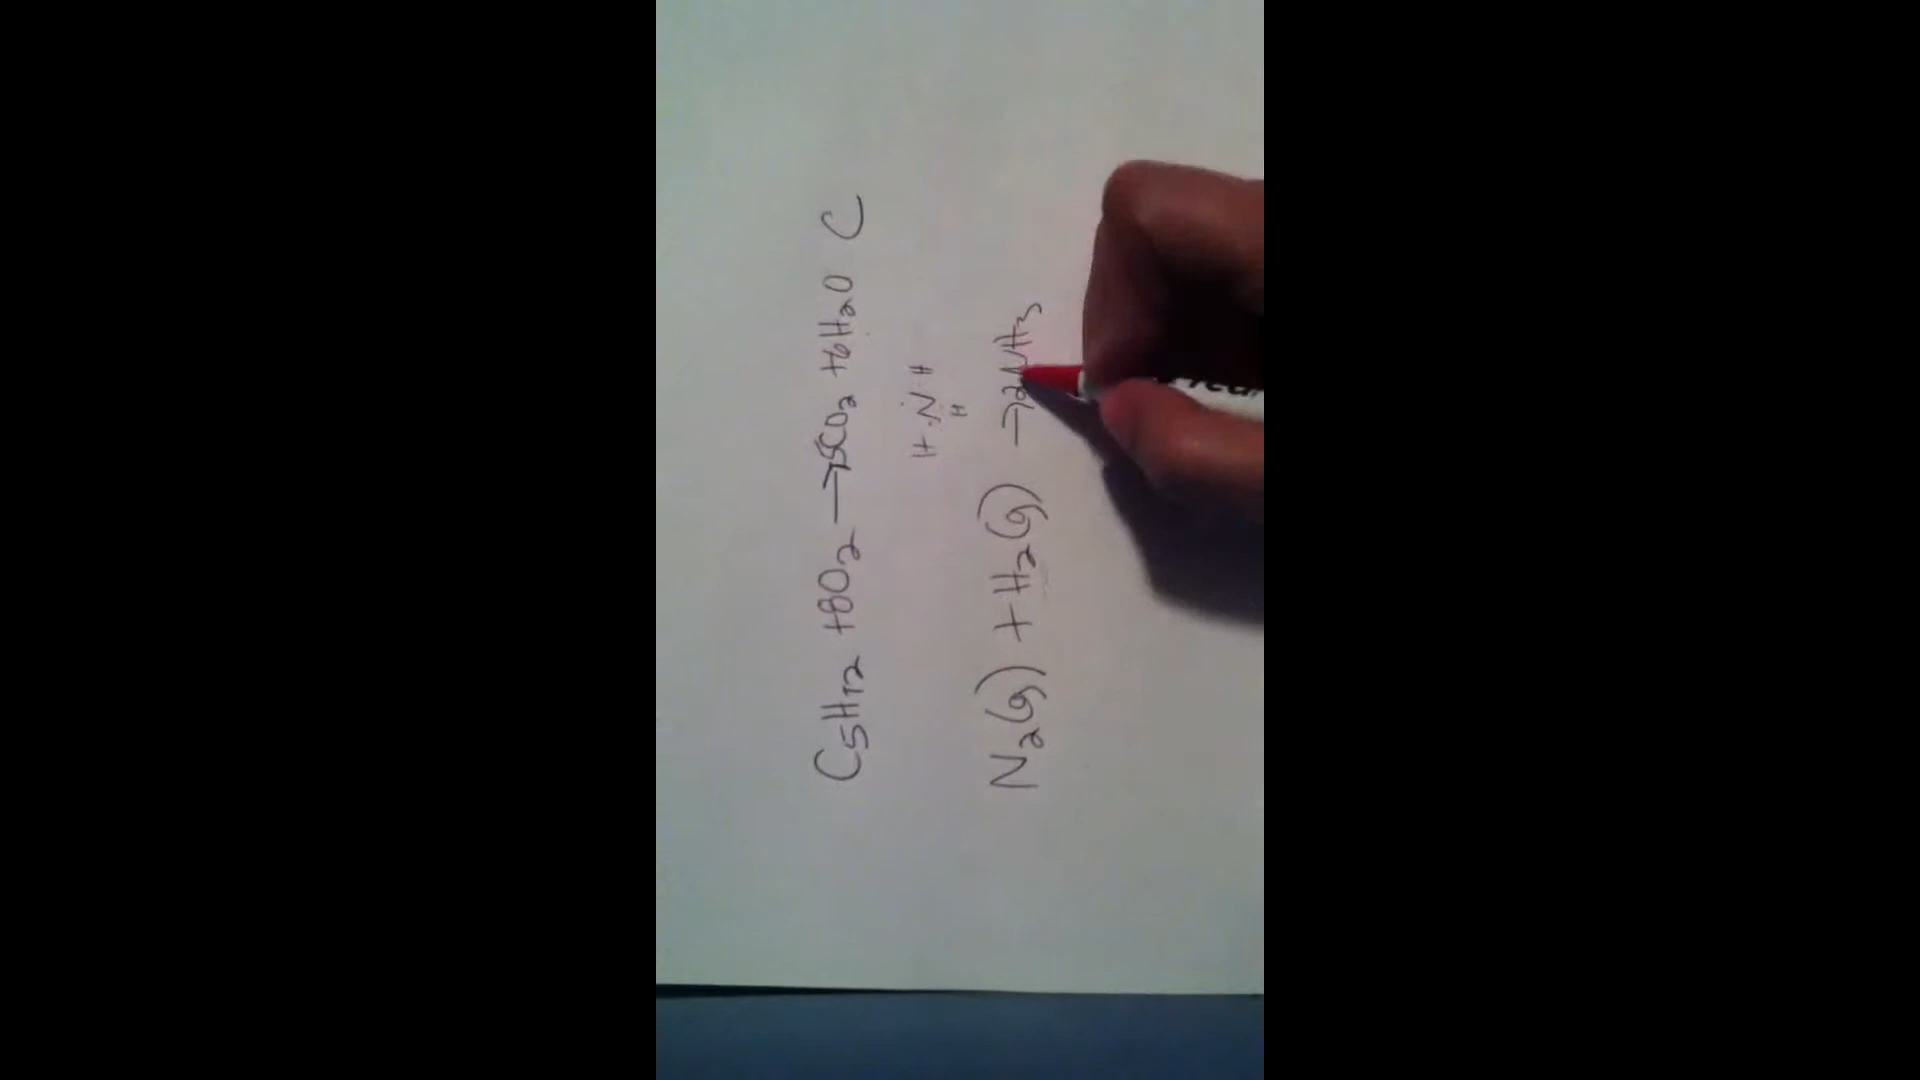 C5H12 + 8O2 → 5CO2 + 6H2O C
H · N̈ · H
H
N2(g) + H2(g) → 2NH3